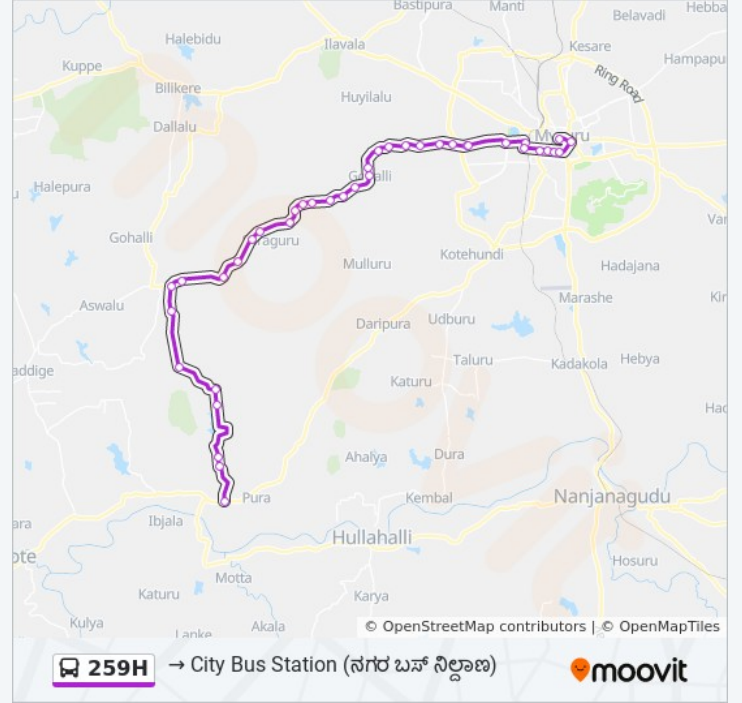 Bastipura
Manti
Hebba
Belavadi
Halebidu
Ilavala
Kesare
Kuppe
Hampapu
Ring Road
Bilikere
Huyilalu
Dallalu
Halepura
Gohalli
Kotehundi
Mulluru
Hadajana
Aswalu
Marashe
Daripura
Udburu
Taluru
Kadakola
Hebya
Katuru
Ahalya
Dura
Pura
Kembal
Nanjanagudu
Ibjala
Hullahalli
Hosuru
Motta
Katuru
Karya
Kulya
Lanke
Akala
© OpenStreetMap contributors | © OpenMapTiles
259H → City Bus Station (ನಗರ ಬಸ್ ನಿಲ್ದಾಣ)
moovit